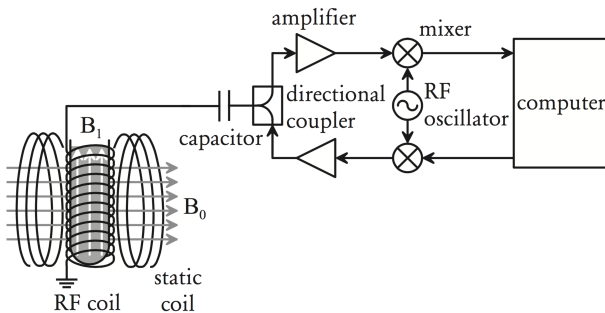 amplifier
mixer
directional
coupler
RF
oscillator
computer
capacitor
B1
B0
RF coil
static
coil